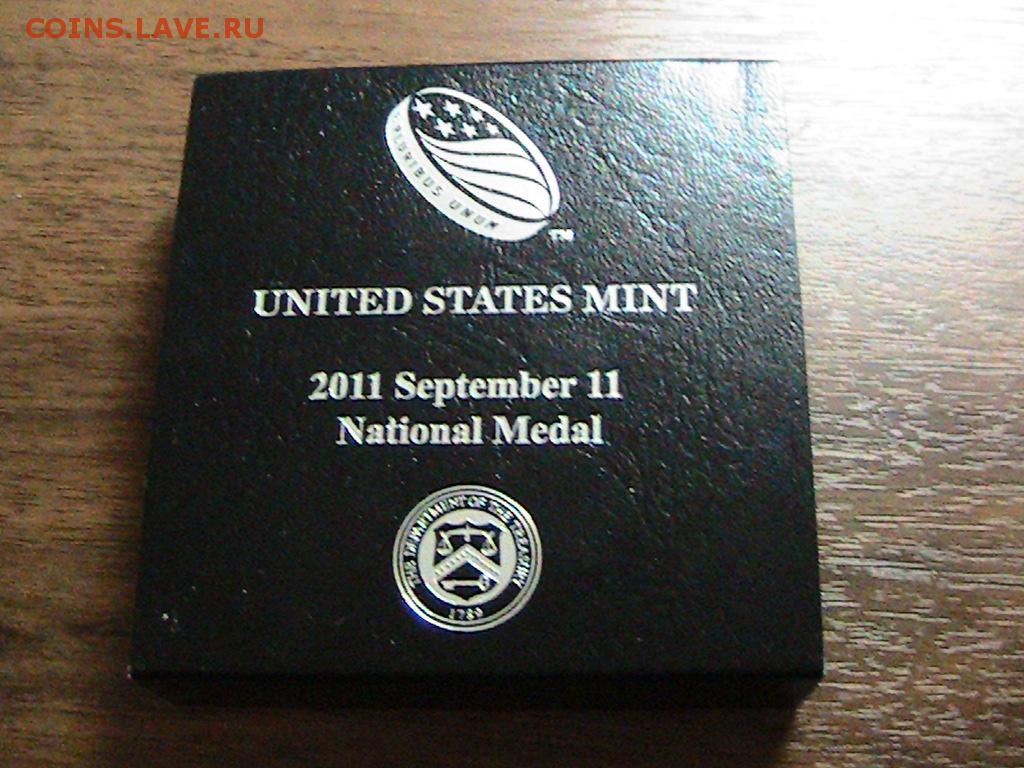 COINS.LAVE.RU
PLURIBUS UNUM
TM
UNITED STATES MINT
2011 September 11
National Medal
THE DEPARTMENT OF THE TREASURY
1789